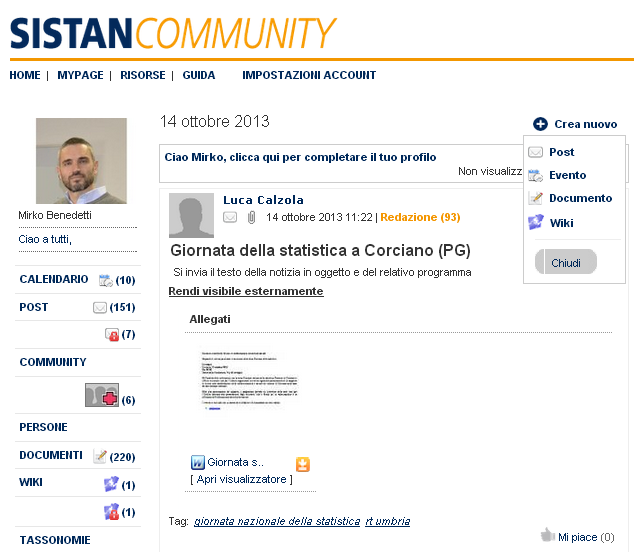 SISTANCOMMUNITY
HOME | MYPAGE | RISORSE | GUIDA IMPOSTAZIONI ACCOUNT
14 ottobre 2013
Crea nuovo
Post
Evento
Documento
Wiki
Chiudi
Ciao Mirko, clicca qui per completare il tuo profilo
Non visualizz
Mirko Benedetti
Ciao a tutti,
CALENDARIO (10)
POST (151)
(7)
COMMUNITY
(6)
PERSONE
DOCUMENTI (220)
WIKI (1)
(1)
TASSONOMIE
Luca Calzola
14 ottobre 2013 11:22 | Redazione (93)
Giornata della statistica a Corciano (PG)
Si invia il testo della notizia in oggetto e del relativo programma
Rendi visibile esternamente
Allegati
Giornata s..
[ Apri visualizzatore ]
Tag: giornata nazionale della statistica rt umbria
Mi piace (0)